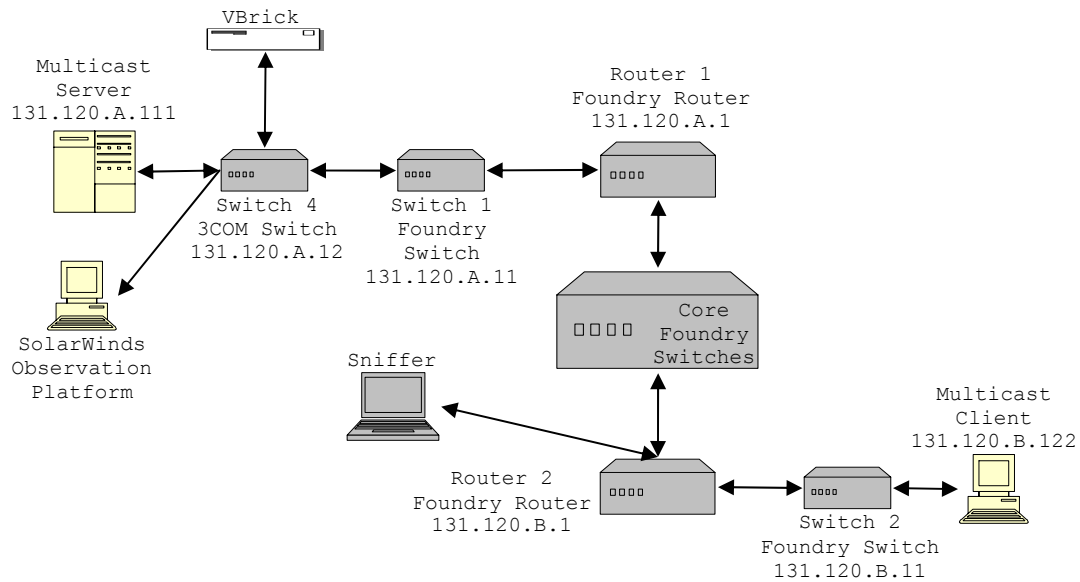 VBrick
Multicast
Server
131.120.A.111
Router 1
Foundry Router
131.120.A.1
Switch 4
3COM Switch
131.120.A.12
Switch 1
Foundry
Switch
131.120.A.11
SolarWinds
Observation
Platform
Core
Foundry
Switches
Sniffer
Multicast
Client
131.120.B.122
Router 2
Foundry Router
131.120.B.1
Switch 2
Foundry Switch
131.120.B.11